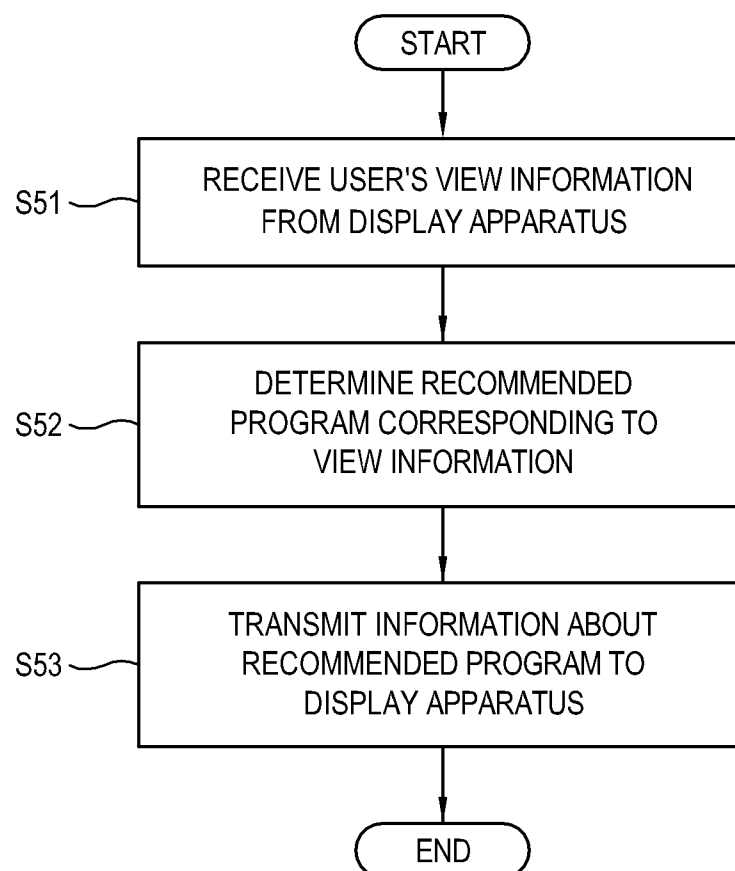 START
S51
RECEIVE USER'S VIEW INFORMATION
FROM DISPLAY APPARATUS
S52
DETERMINE RECOMMENDED
PROGRAM CORRESPONDING TO
VIEW INFORMATION
S53
TRANSMIT INFORMATION ABOUT
RECOMMENDED PROGRAM TO
DISPLAY APPARATUS
END